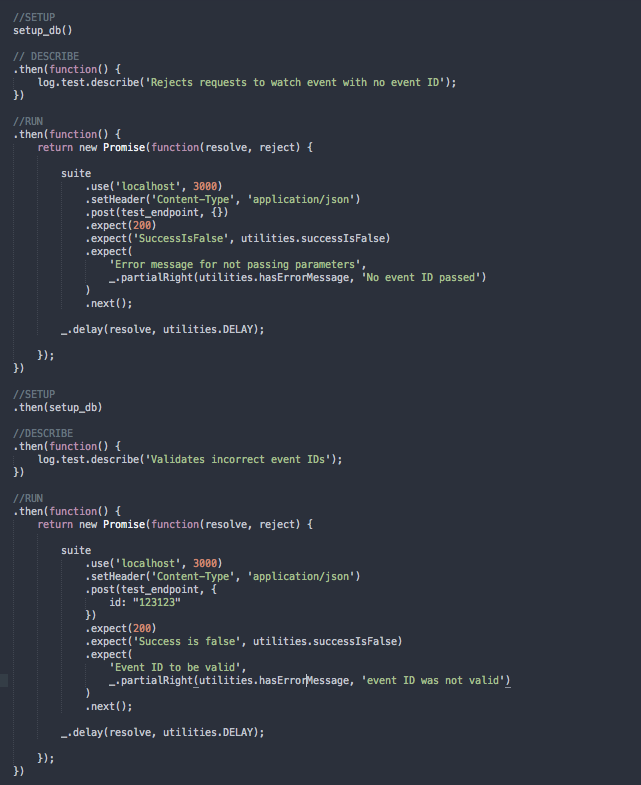 //SETUP
setup_db()
// DESCRIBE
.then(function() {
log.test.describe('Rejects requests to watch event with no event ID');
})
//RUN
.then(function() {
return new Promise(function(resolve, reject) {
suite
.use('localhost', 3000)
.setHeader('Content-Type', 'application/json')
.post(test_endpoint, {})
.expect(200)
.expect('SuccessIsFalse', utilities.successIsFalse)
.expect(
'Error message for not passing parameters',
_.partialRight(utilities.hasErrorMessage, 'No event ID passed')
)
.next();
_.delay(resolve, utilities.DELAY);
});
})
//SETUP
.then(setup_db)
//DESCRIBE
.then(function() {
log.test.describe('Validates incorrect event IDs');
})
//RUN
.then(function() {
return new Promise(function(resolve, reject) {
suite
.use('localhost', 3000)
.setHeader('Content-Type', 'application/json')
.post(test_endpoint, {
id: "123123"
})
.expect(200)
.expect('Success is false', utilities.successIsFalse)
.expect(
'Event ID to be valid',
_.partialRight(utilities.hasErrorMessage, 'event ID was not valid')
)
.next();
_.delay(resolve, utilities.DELAY);
});
})